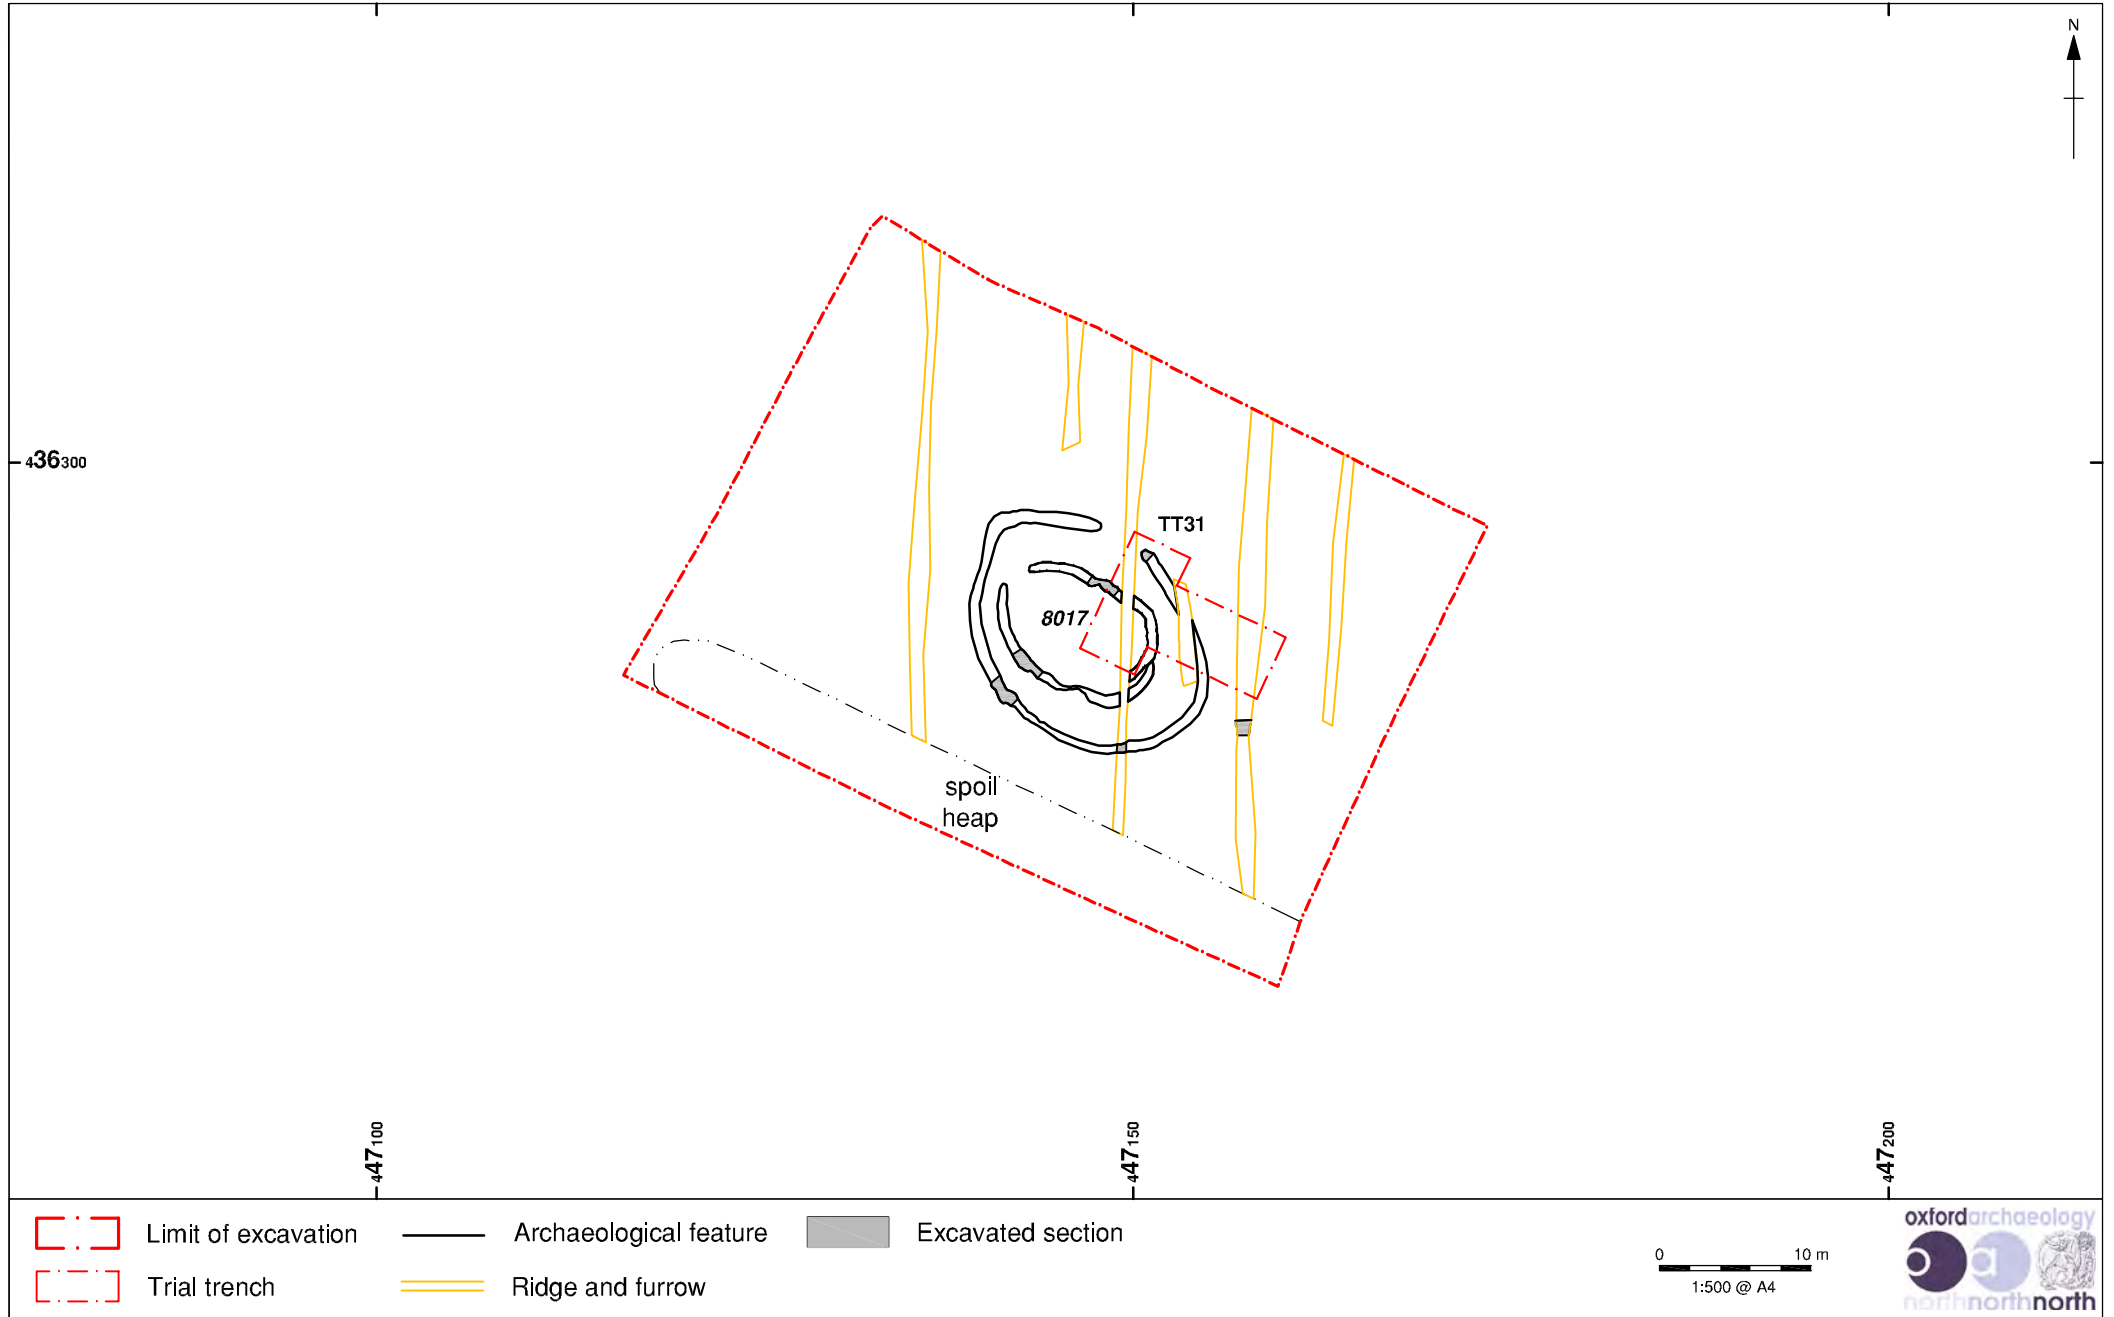 N
436300
TT31
8017
spoil
heap
447100
447150
447200
Limit of excavation
Archaeological feature
Excavated section
Trial trench
Ridge and furrow
0 10 m
1:500 @ A4
oxfordarchaeology
oa
northnorthnorth